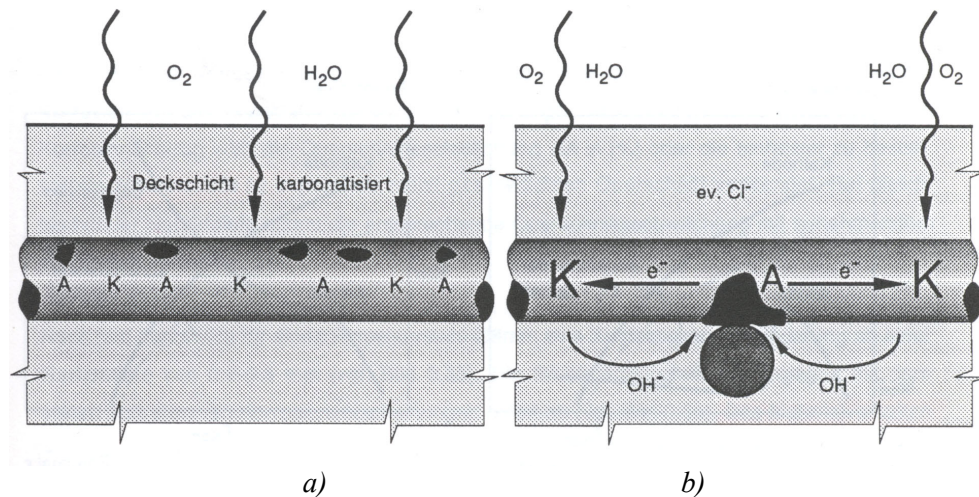 O₂ H₂O
Deckschicht karbonatisiert
A K A K A K A
a)
O₂ H₂O H₂O O₂
ev. Cl⁻
K e⁻ A e⁻ K
OH⁻ OH⁻
b)